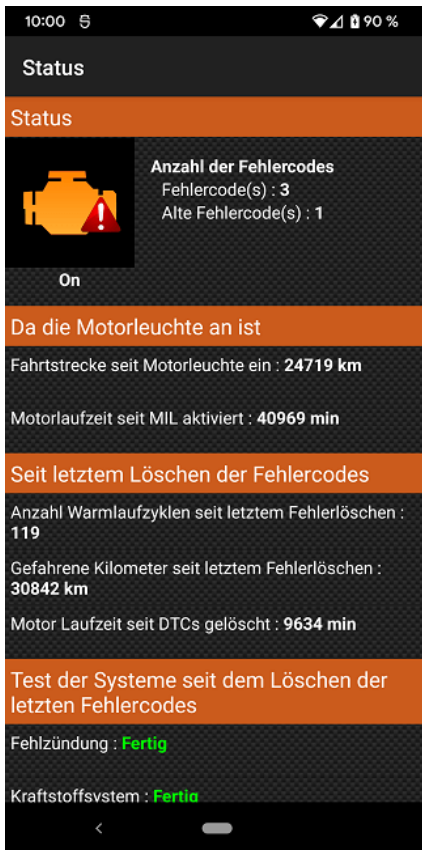 10:00 90 %
Status
Status
Anzahl der Fehlercodes
Fehlercode(s) : 3
Alte Fehlercode(s) : 1
On
Da die Motorleuchte an ist
Fahrtstrecke seit Motorleuchte ein : 24719 km
Motorlaufzeit seit MIL aktiviert : 40969 min
Seit letztem Löschen der Fehlercodes
Anzahl Warmlaufzyklen seit letztem Fehlerlöschen :
119
Gefahrene Kilometer seit letztem Fehlerlöschen :
30842 km
Motor Laufzeit seit DTCs gelöscht : 9634 min
Test der Systeme seit dem Löschen der
letzten Fehlercodes
Fehlzündung : Fertig
Kraftstoffsystem : Fertig